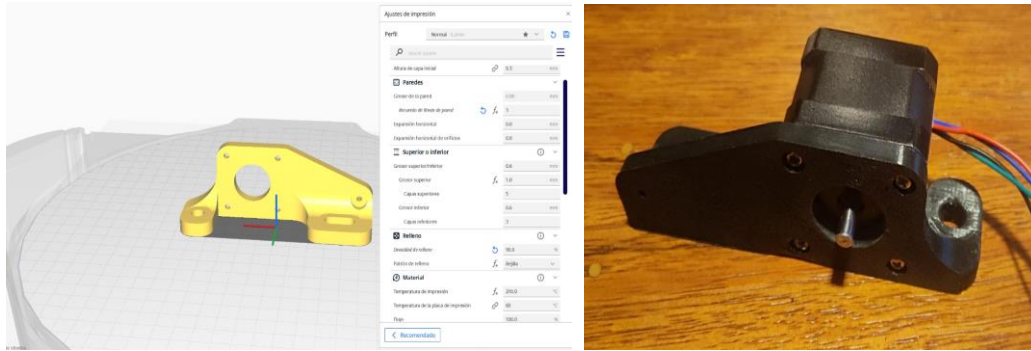 Ajustes de impresión ×
Perfil Normal
Altura de capa inicial mm
Paredes
Grosor de la pared mm
Recuento de líneas de pared 3
Expansión horizontal 0.0 mm
Expansión horizontal de orificios 0.0 mm
Superior o inferior
Grosor superior/inferior 0.6 mm
Grosor superior 1.0 mm
Capas superiores 5
Grosor inferior 0.6 mm
Capas inferiores 3
Relleno
Densidad de relleno 90.0 %
Patrón de relleno Rejilla
Material
Temperatura de impresión 210.0 °C
Temperatura de la placa de impresión 60 °C
Flujo 100.0 %
Recomendado